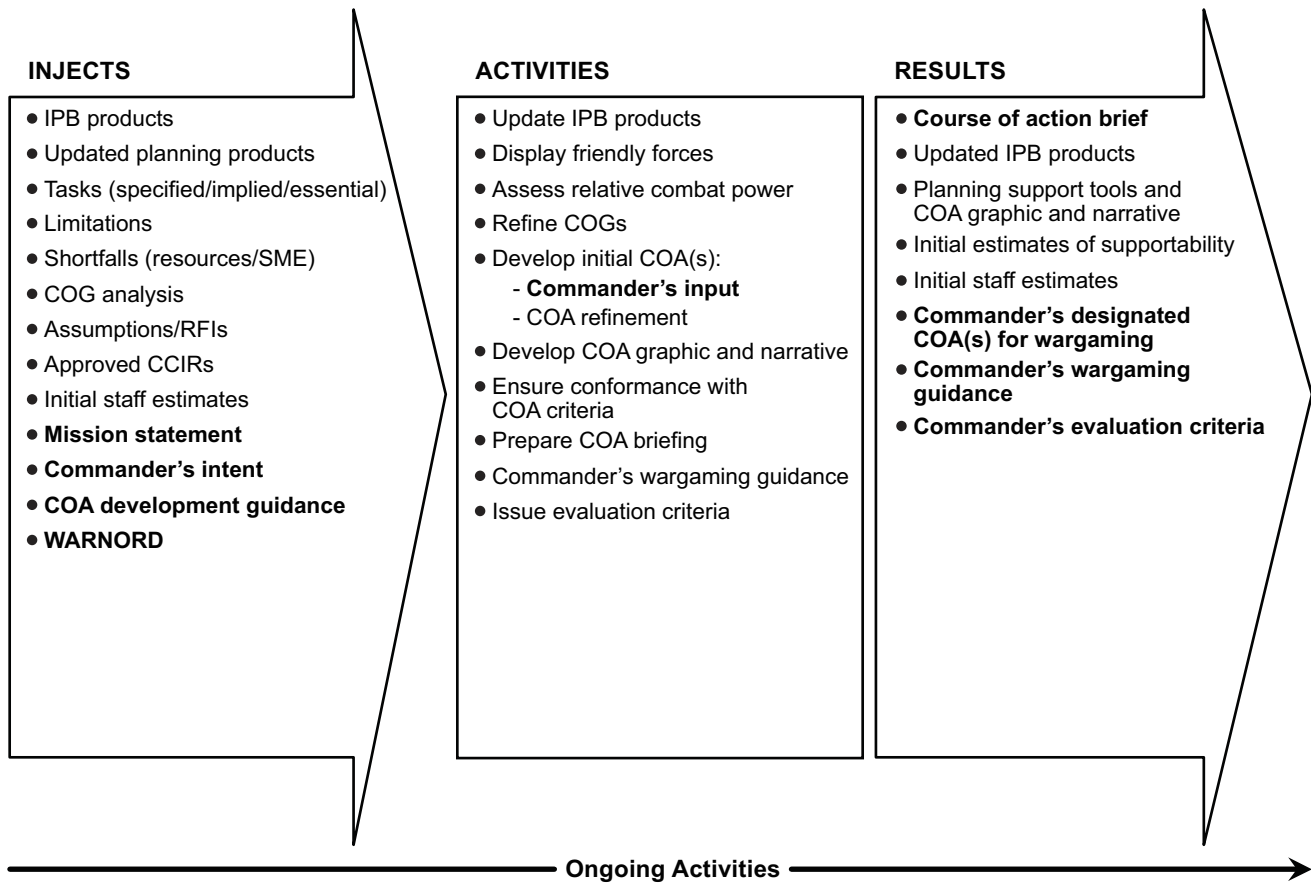 INJECTS
• IPB products
• Updated planning products
• Tasks (specified/implied/essential)
• Limitations
• Shortfalls (resources/SME)
• COG analysis
• Assumptions/RFIs
• Approved CCIRs
• Initial staff estimates
• Mission statement
• Commander’s intent
• COA development guidance
• WARNORD
ACTIVITIES
• Update IPB products
• Display friendly forces
• Assess relative combat power
• Refine COGs
• Develop initial COA(s):
- Commander’s input
- COA refinement
• Develop COA graphic and narrative
• Ensure conformance with
COA criteria
• Prepare COA briefing
• Commander’s wargaming guidance
• Issue evaluation criteria
RESULTS
• Course of action brief
• Updated IPB products
• Planning support tools and
COA graphic and narrative
• Initial estimates of supportability
• Initial staff estimates
• Commander’s designated
COA(s) for wargaming
• Commander’s wargaming
guidance
• Commander’s evaluation criteria
Ongoing Activities